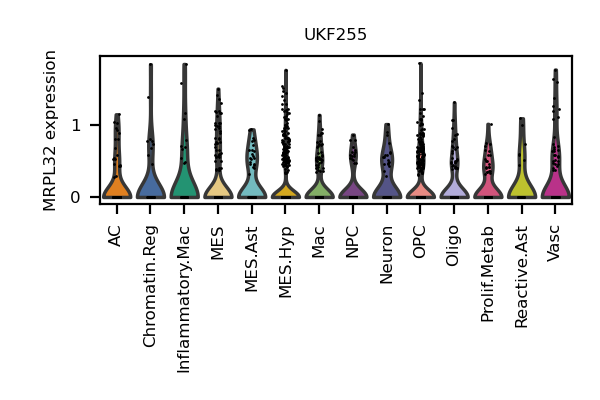 UKF255
MRPL32 expression
1
0
AC
Chromatin.Reg
Inflammatory.Mac
MES
MES.Ast
MES.Hyp
Mac
NPC
Neuron
OPC
Oligo
Prolif.Metab
Reactive.Ast
Vasc